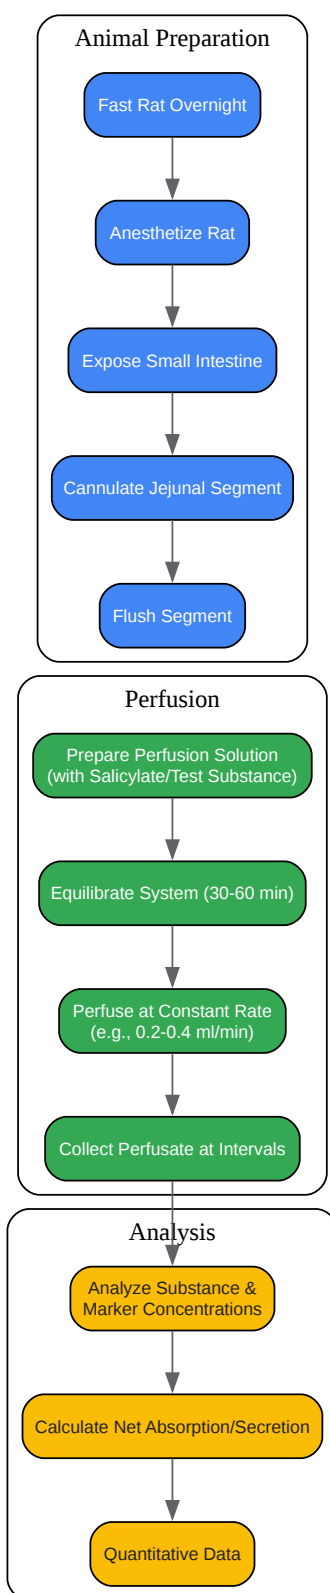 Animal Preparation
Fast Rat Overnight
Anesthetize Rat
Expose Small Intestine
Cannulate Jejunal Segment
Flush Segment
Perfusion
Prepare Perfusion Solution
(with Salicylate/Test Substance)
Equilibrate System (30-60 min)
Perfuse at Constant Rate
(e.g., 0.2-0.4 ml/min)
Collect Perfusate at Intervals
Analysis
Analyze Substance &
Marker Concentrations
Calculate Net Absorption/Secretion
Quantitative Data